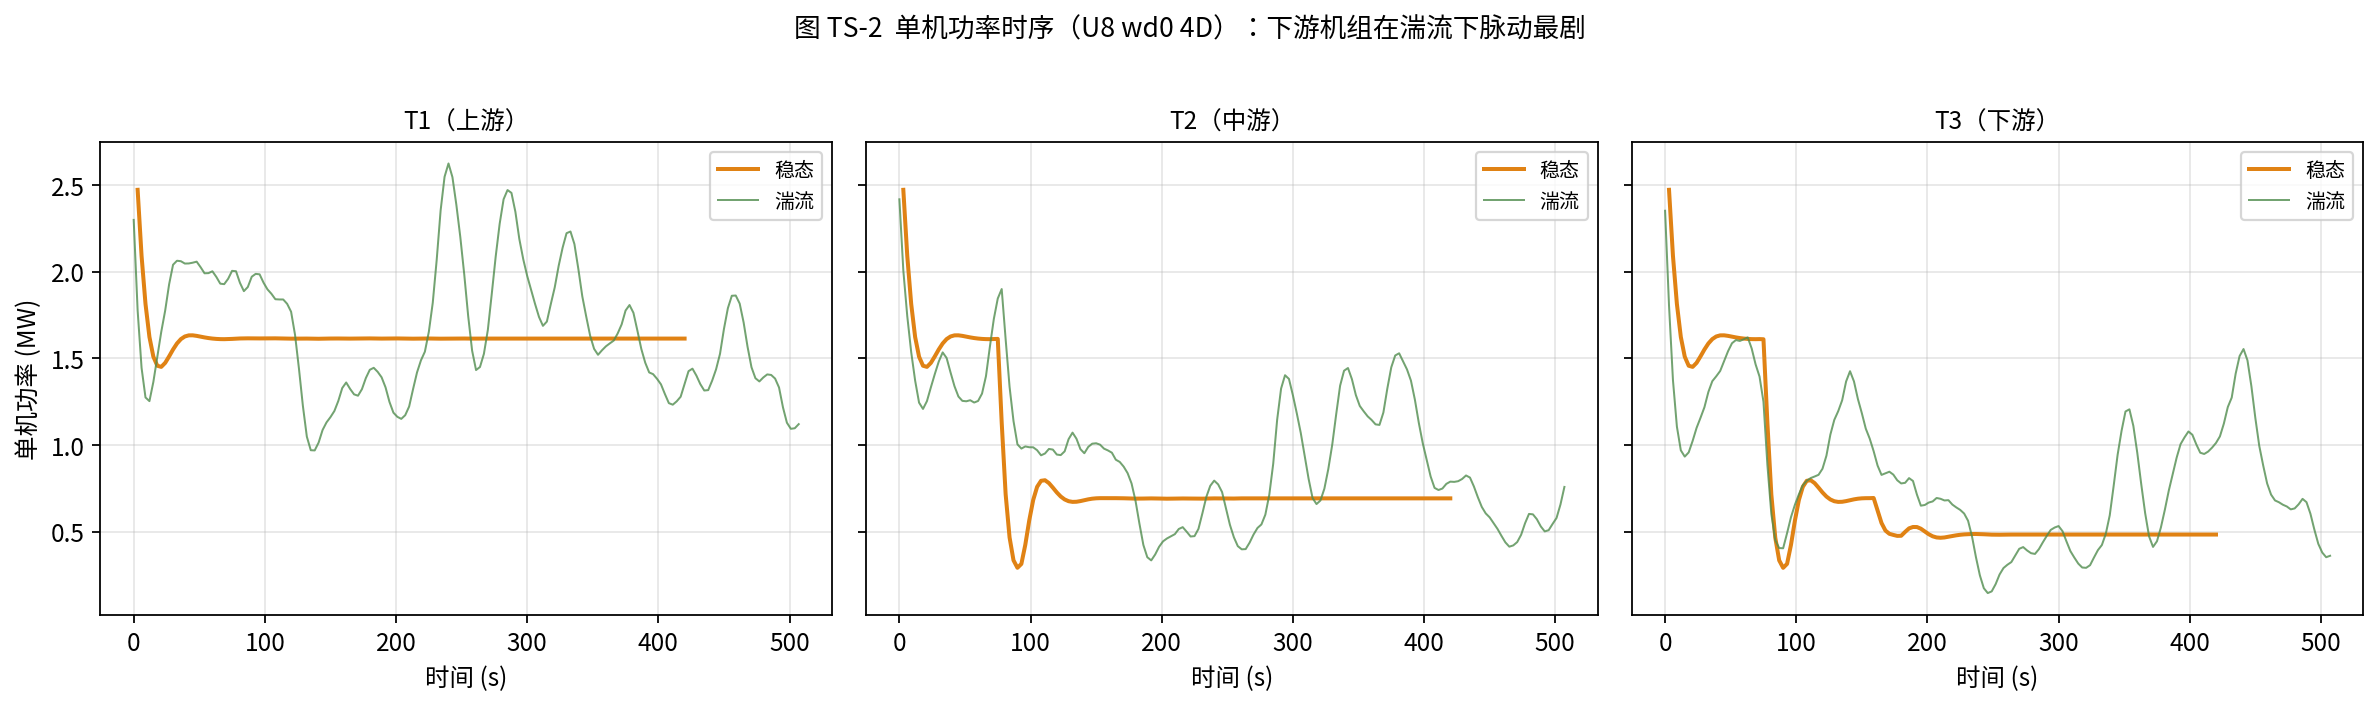 图 TS-2 单机功率时序（U8 wd0 4D）：下游机组在湍流下脉动最剧
T1（上游）
T2（中游）
T3（下游）
稳态
湍流
稳态
湍流
稳态
湍流
单机功率 (MW)
2.5
2.0
1.5
1.0
0.5
0 100 200 300 400 500
0 100 200 300 400 500
0 100 200 300 400 500
时间 (s)
时间 (s)
时间 (s)